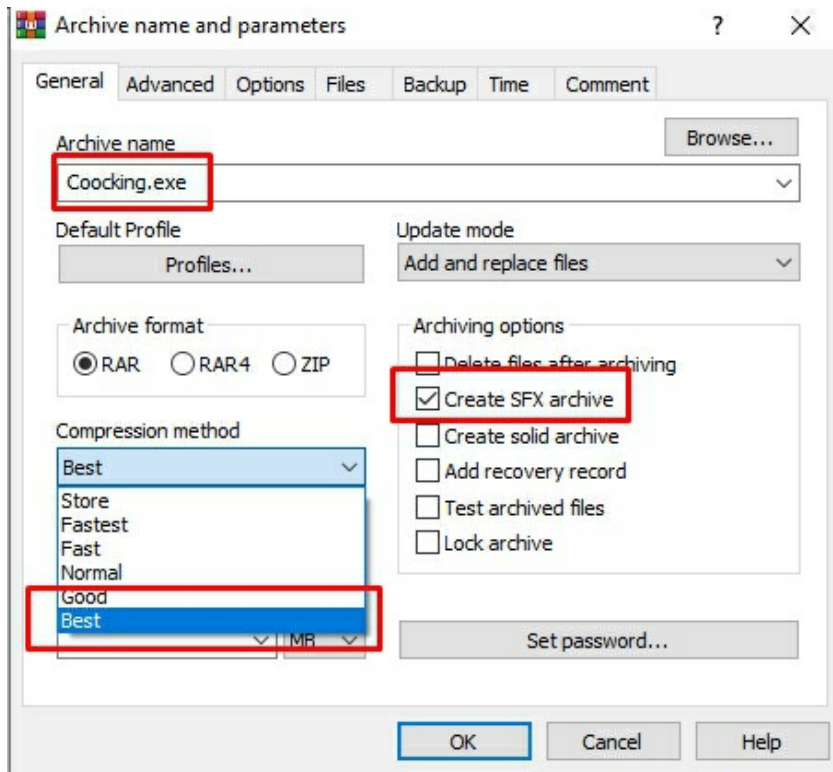 Archive name and parameters
?
General Advanced Options Files Backup Time Comment
Archive name
Browse...
Coocking.exe
Default Profile
Profiles...
Update mode
Add and replace files
Archive format
RAR RAR4 ZIP
Compression method
Best
Store
Fastest
Fast
Normal
Good
Best
MB
Archiving options
Delete files after archiving
Create SFX archive
Create solid archive
Add recovery record
Test archived files
Lock archive
Set password...
OK Cancel Help